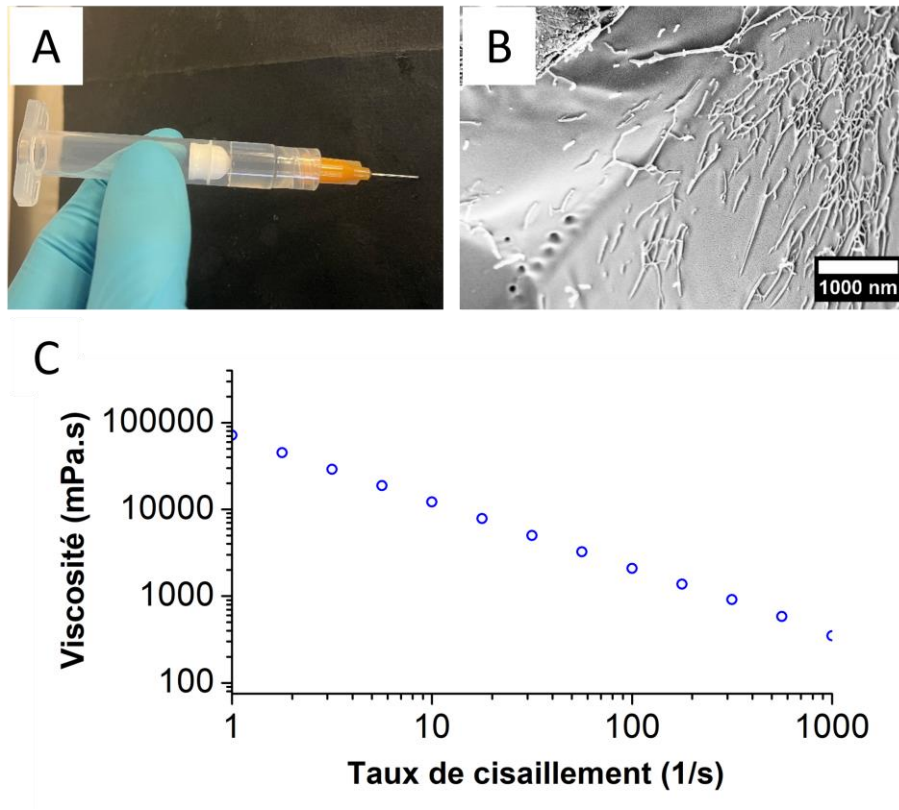 A
B
1000 nm
C
100000
10000
1000
100
Viscosité (mPa.s)
1
10
100
1000
Taux de cisaillement (1/s)